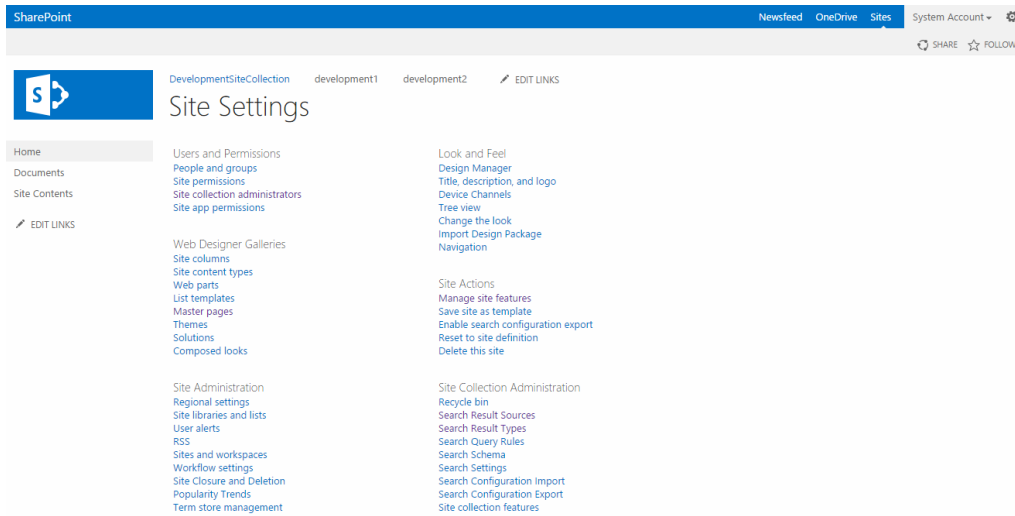 SharePoint
Newsfeed OneDrive Sites System Account
SHARE FOLLOW
DevelopmentSiteCollection development1 development2 EDIT LINKS
S
Site Settings
Home
Documents
Site Contents
EDIT LINKS
Users and Permissions
People and groups
Site permissions
Site collection administrators
Site app permissions
Web Designer Galleries
Site columns
Site content types
Web parts
List templates
Master pages
Themes
Solutions
Composed looks
Site Administration
Regional settings
Site libraries and lists
User alerts
RSS
Sites and workspaces
Workflow settings
Site Closure and Deletion
Popularity Trends
Term store management
Look and Feel
Design Manager
Title, description, and logo
Device Channels
Tree view
Change the look
Import Design Package
Navigation
Site Actions
Manage site features
Save site as template
Enable search configuration export
Reset to site definition
Delete this site
Site Collection Administration
Recycle bin
Search Result Sources
Search Result Types
Search Query Rules
Search Schema
Search Settings
Search Configuration Import
Search Configuration Export
Site collection features